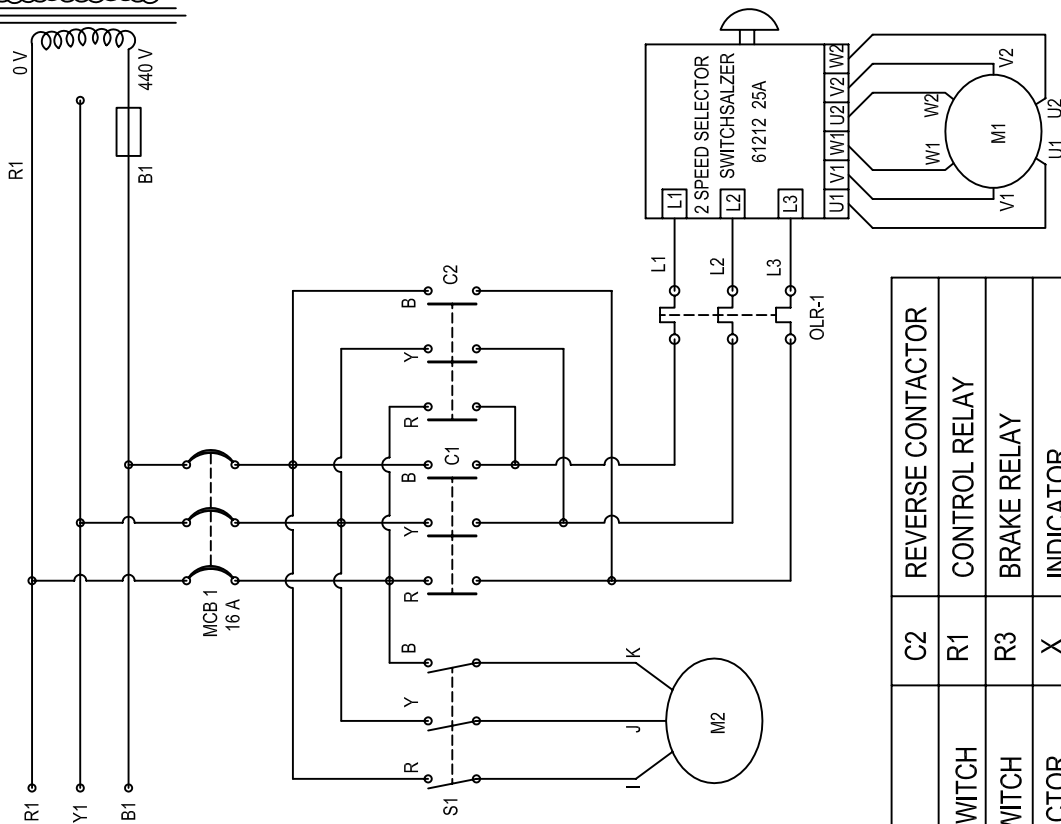 0 V
440 V
R1
B1
R1
Y1
B1
MCB 1
16 A
2 SPEED SELECTOR
SWITCHSALZER
61212 25A
L1
L2
L3
W2
V2
U2
W1
V1
U1
V2
W2
U2
M1
W1
U1
V1
L1
L2
L3
OLR-1
C2
B
Y
R
C1
B
Y
R
B
Y
R
S1
K
J
I
M2
C2 REVERSE CONTACTOR
WITCH R1 CONTROL RELAY
WITCH R3 BRAKE RELAY
CTOR X INDICATOR